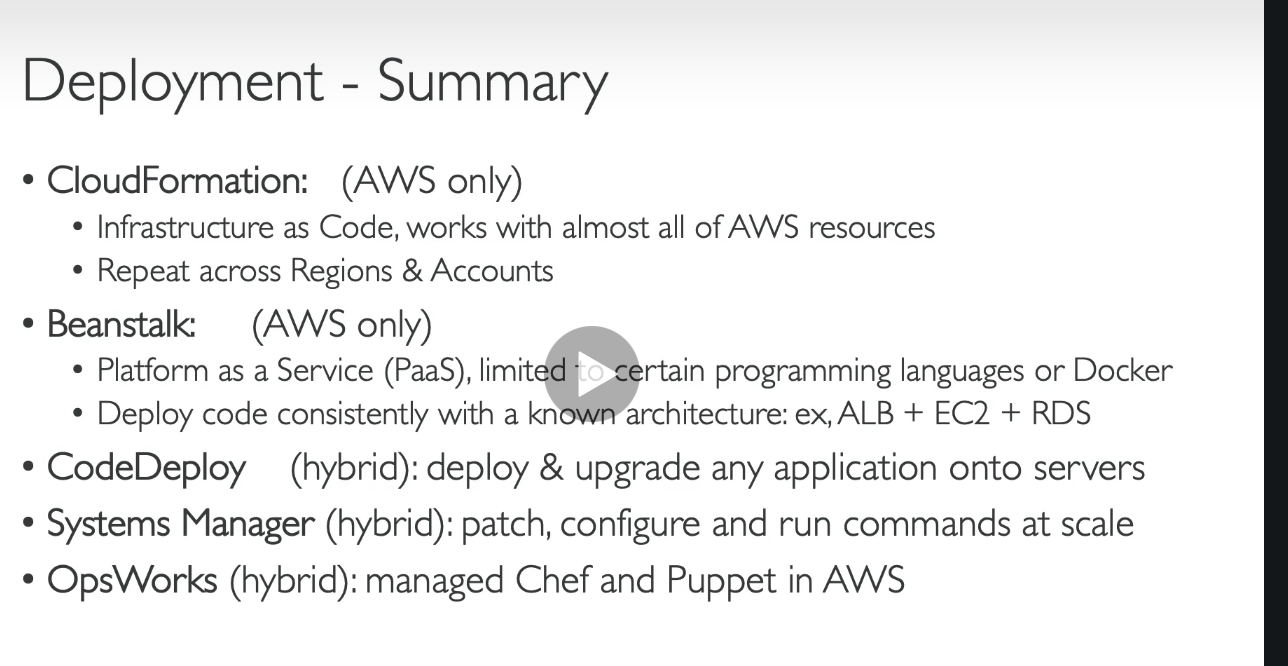 Deployment - Summary
• CloudFormation: (AWS only)
• Infrastructure as Code, works with almost all of AWS resources
• Repeat across Regions & Accounts
• Beanstalk: (AWS only)
• Platform as a Service (PaaS), limited to certain programming languages or Docker
• Deploy code consistently with a known architecture: ex, ALB + EC2 + RDS
• CodeDeploy (hybrid): deploy & upgrade any application onto servers
• Systems Manager (hybrid): patch, configure and run commands at scale
• OpsWorks (hybrid): managed Chef and Puppet in AWS